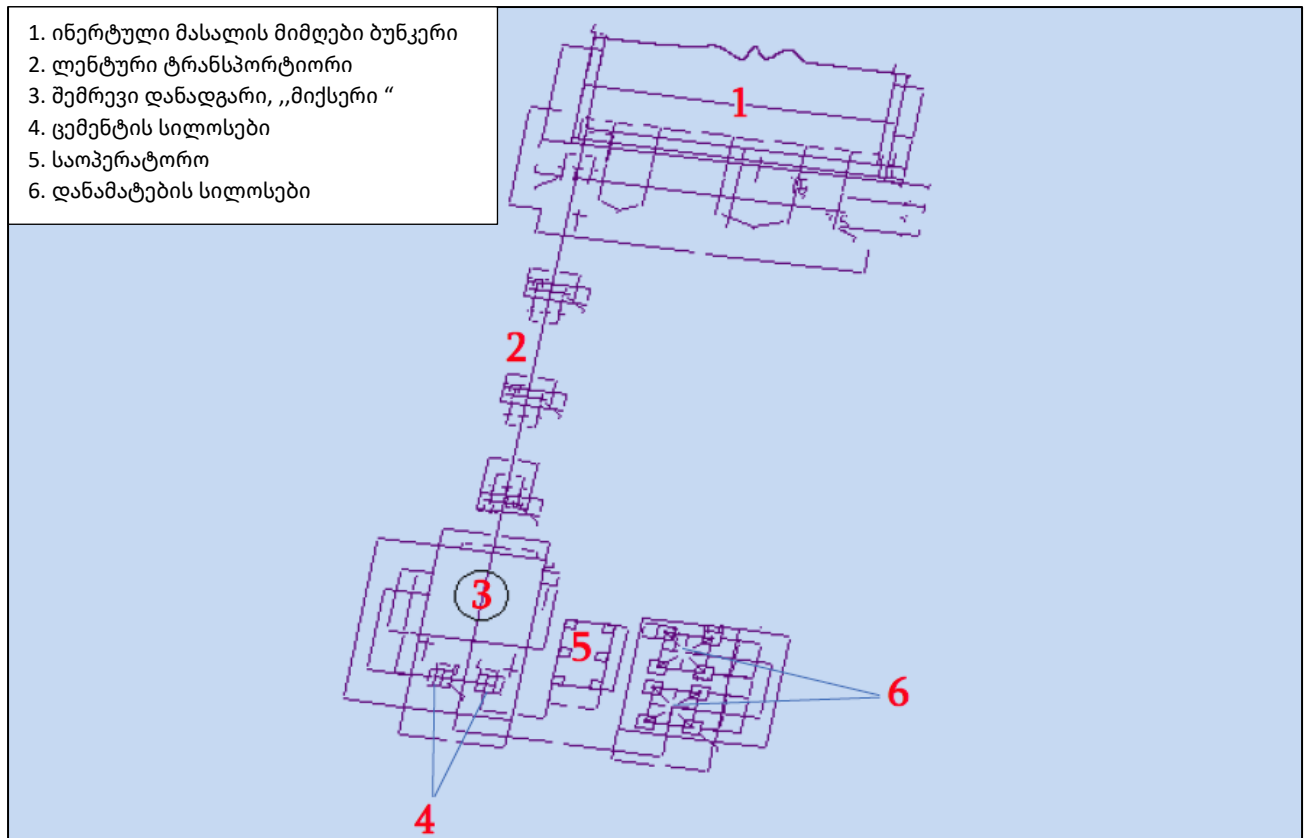 1. ინერტული მასალის მიმღები ბუნკერი
2. ლენტური ტრანსპორტიორი
3. შემრევი დანადგარი, ,,მიქსერი “
4. ცემენტის სილოსები
5. საოპერატორო
6. დანამატების სილოსები
1
2
3
5
6
4